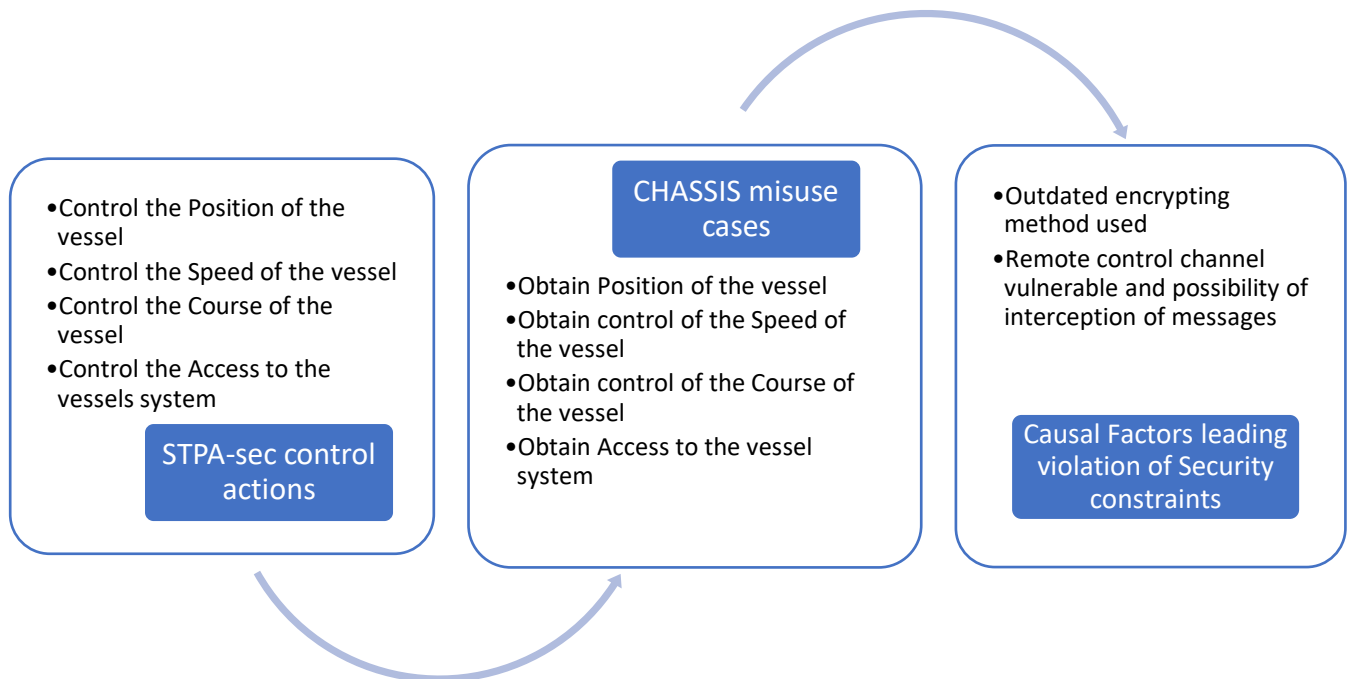 •Control the Position of the
vessel
•Control the Speed of the vessel
•Control the Course of the
vessel
•Control the Access to the
vessels system
STPA-sec control
actions
CHASSIS misuse
cases
•Obtain Position of the vessel
•Obtain control of the Speed of
the vessel
•Obtain control of the Course of
the vessel
•Obtain Access to the vessel
system
•Outdated encrypting
method used
•Remote control channel
vulnerable and possibility of
interception of messages
Causal Factors leading
violation of Security
constraints